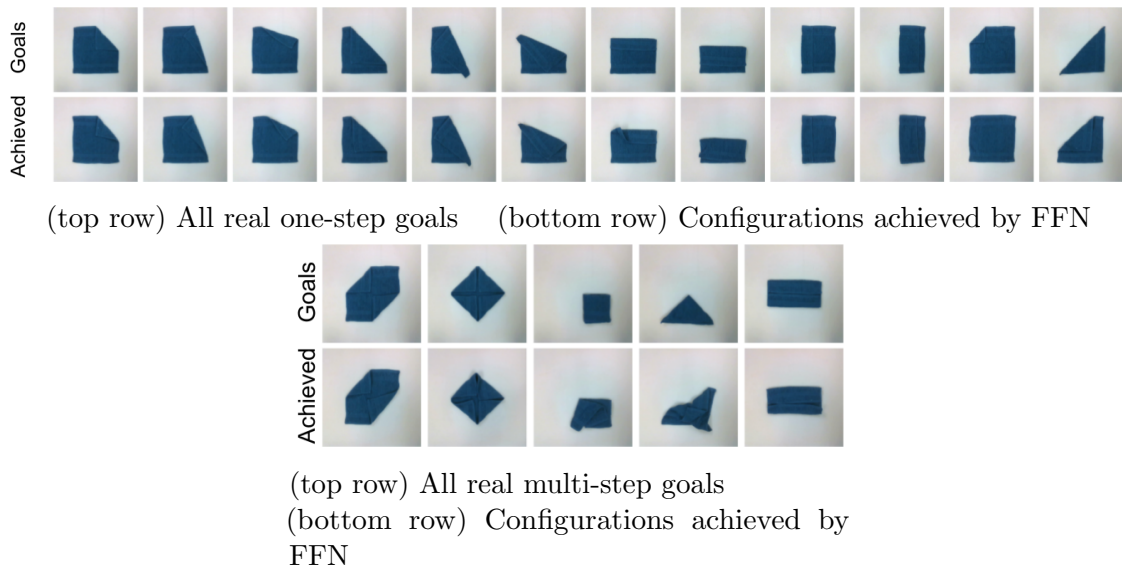 Goals
Achieved
(top row) All real one-step goals (bottom row) Configurations achieved by FFN
Goals
Achieved
(top row) All real multi-step goals
(bottom row) Configurations achieved by
FFN